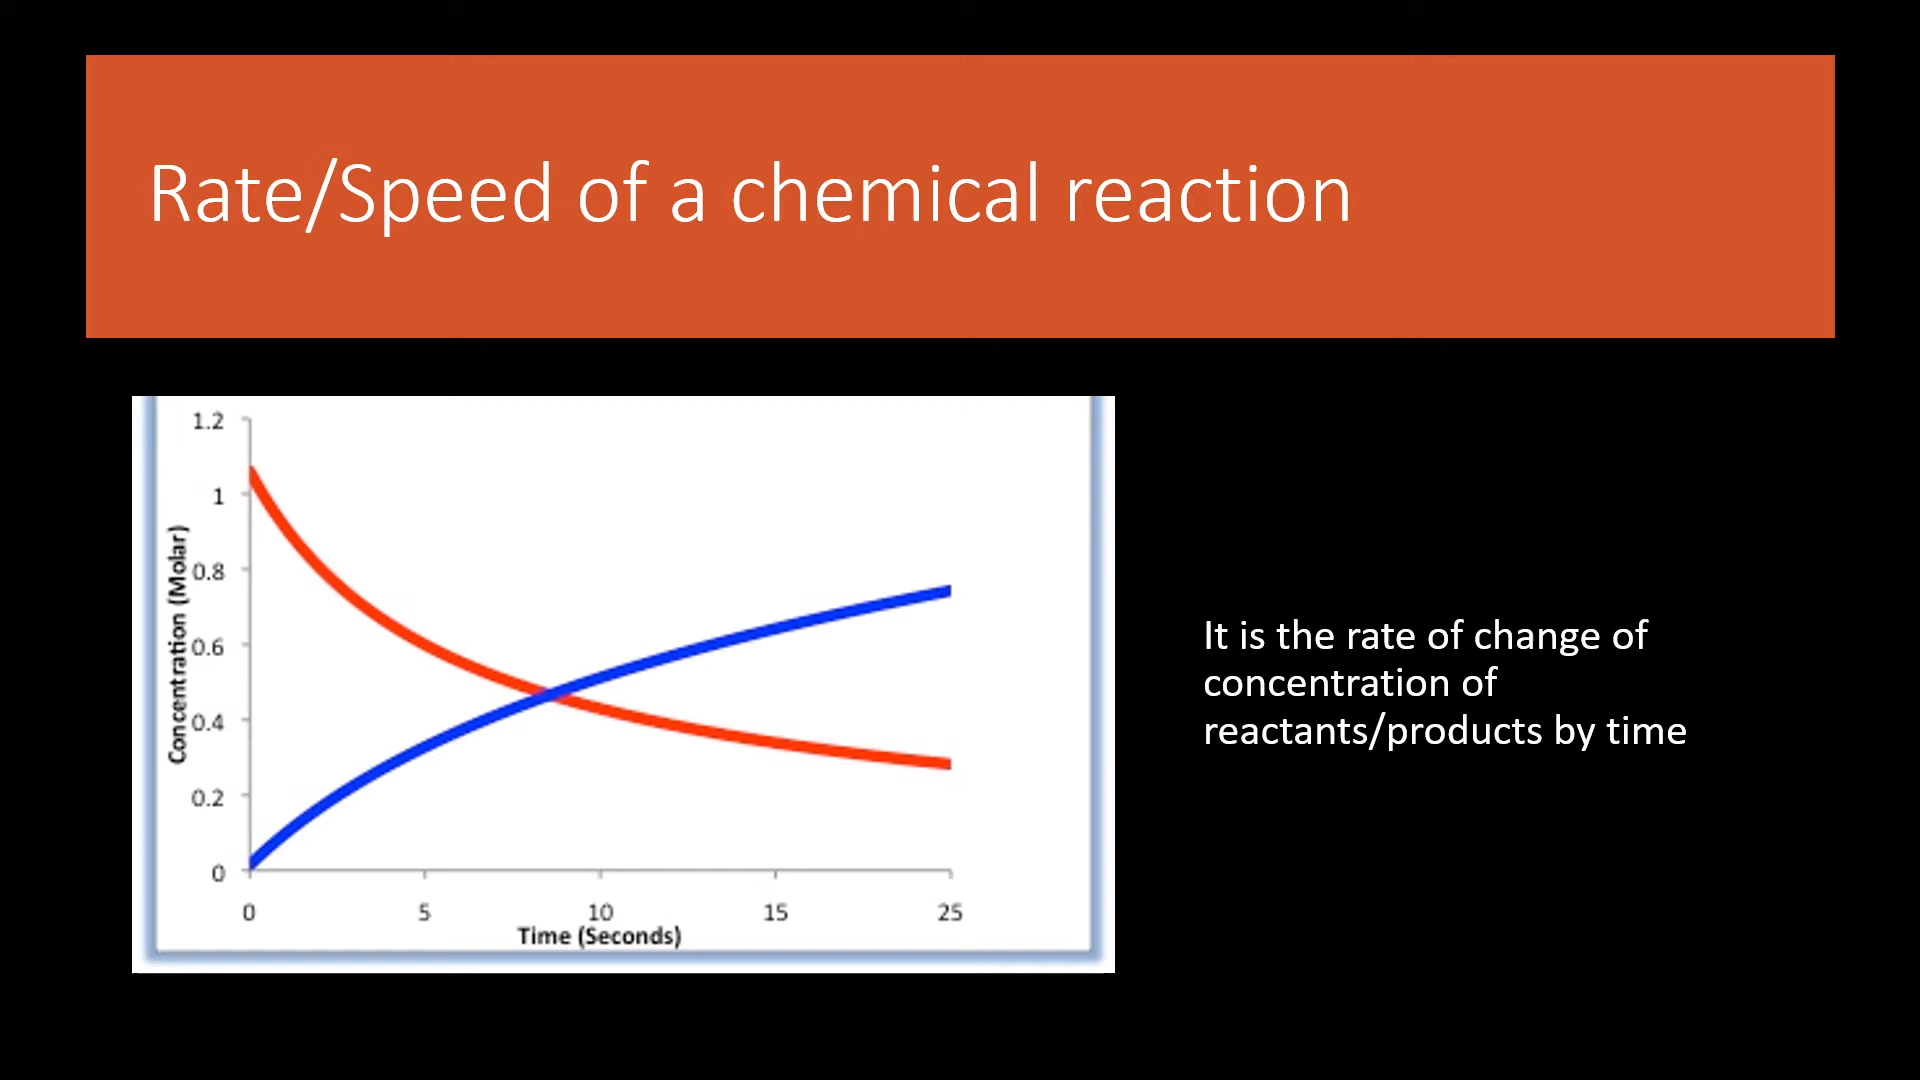 Rate/Speed of a chemical reaction
1.2
1
0.8
0.6
0.4
0.2
0
Concentration (Molar)
0 5 10 15 25
Time (Seconds)
It is the rate of change of
concentration of
reactants/products by time